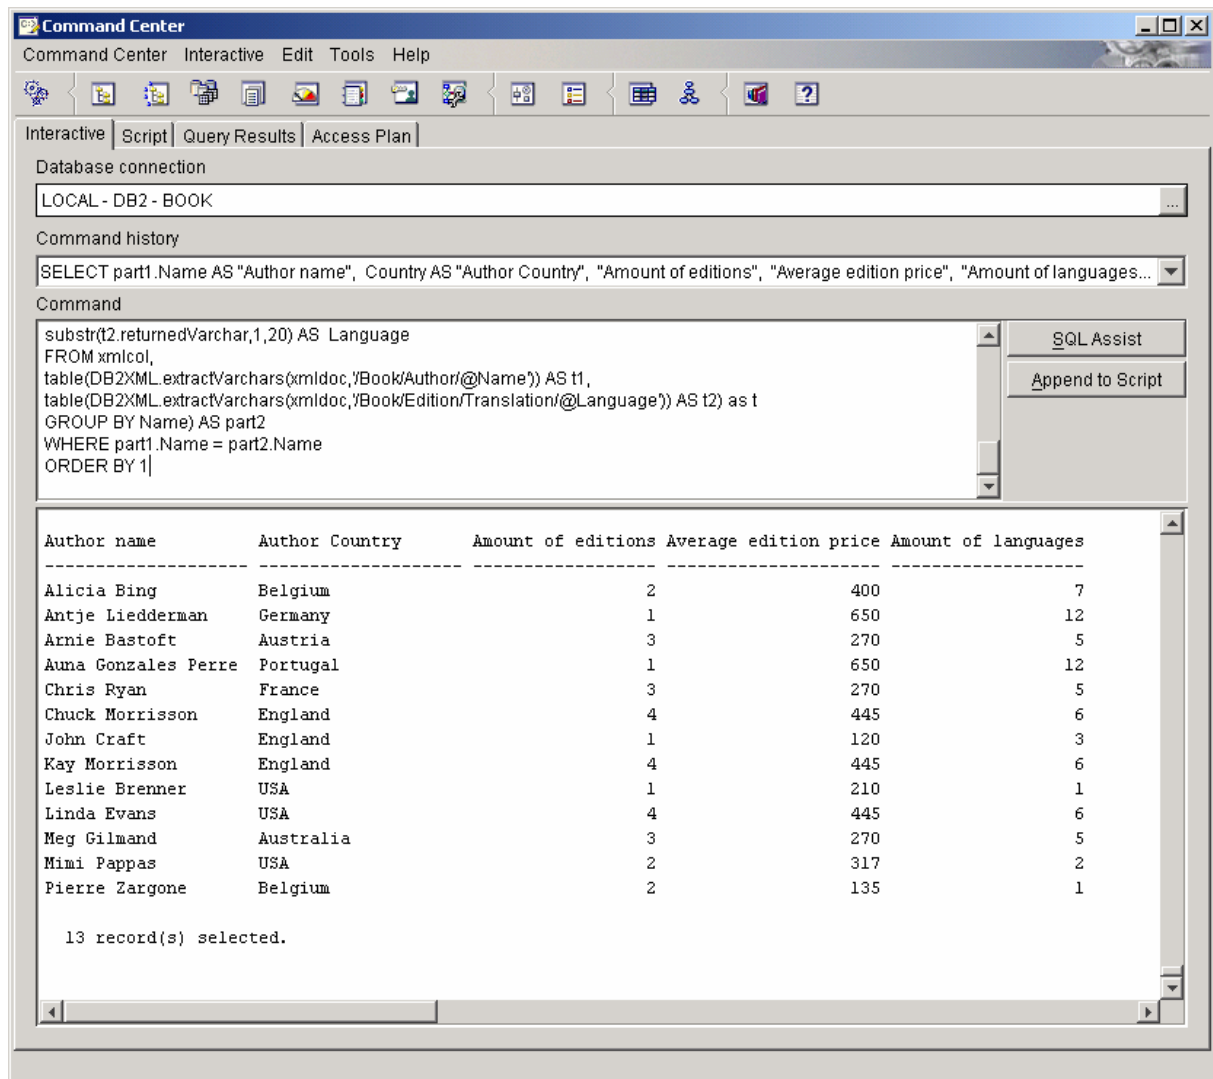 Command Center
Command Center Interactive Edit Tools Help
Interactive Script Query Results Access Plan
Database connection
LOCAL - DB2 - BOOK ...
Command history
SELECT part1.Name AS "Author name", Country AS "Author Country", "Amount of editions", "Average edition price", "Amount of languages...
Command
substr(t2.returnedVarchar,1,20) AS Language
FROM xmlcol,
table(DB2XML.extractVarchars(xmldoc,'/Book/Author/@Name')) AS t1,
table(DB2XML.extractVarchars(xmldoc,'/Book/Edition/Translation/@Language')) AS t2) as t
GROUP BY Name) AS part2
WHERE part1.Name = part2.Name
ORDER BY 1
SQL Assist
Append to Script
Author name Author Country Amount of editions Average edition price Amount of languages
-------------------- -------------------- ------------------ --------------------- -------------------
Alicia Bing Belgium 2 400 7
Antje Liedderman Germany 1 650 12
Arnie Bastoft Austria 3 270 5
Auna Gonzales Perre Portugal 1 650 12
Chris Ryan France 3 270 5
Chuck Morrisson England 4 445 6
John Craft England 1 120 3
Kay Morrisson England 4 445 6
Leslie Brenner USA 1 210 1
Linda Evans USA 4 445 6
Meg Gilmand Australia 3 270 5
Mimi Pappas USA 2 317 2
Pierre Zargone Belgium 2 135 1
13 record(s) selected.